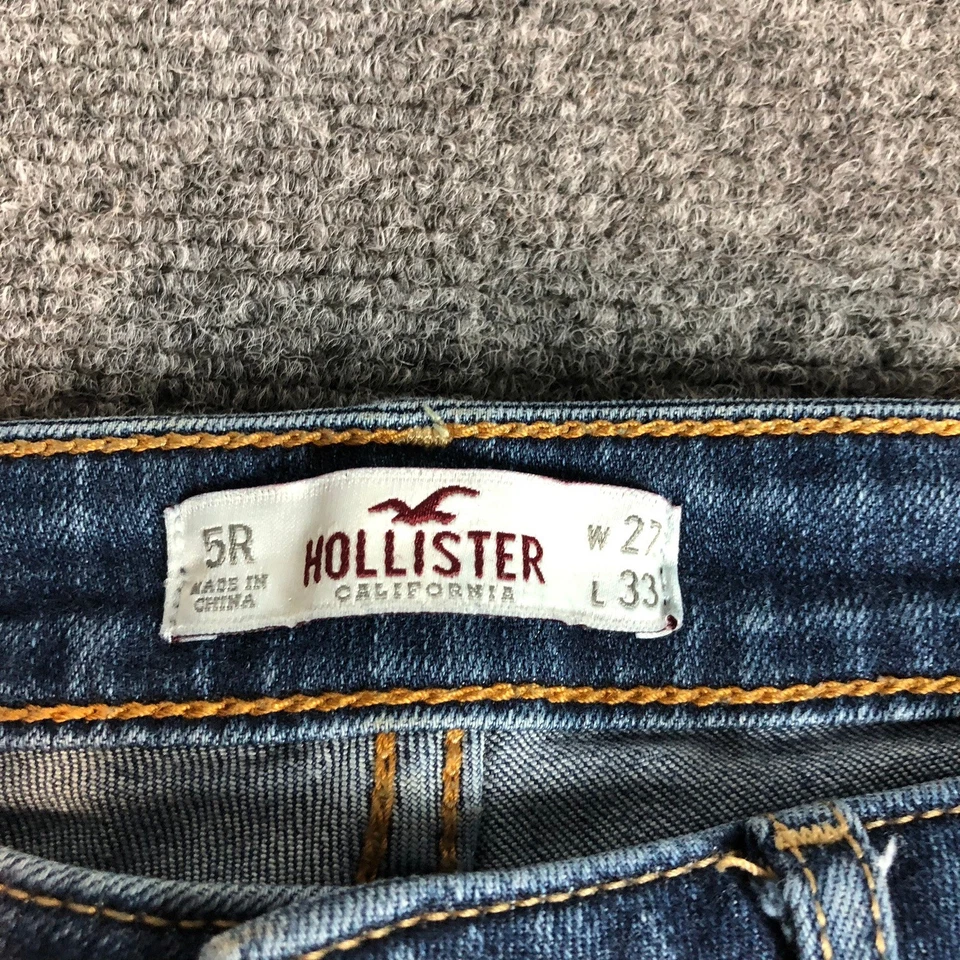 5R
MADE IN
CHINA
HOLLISTER
CALIFORNIA
W 27
L 33